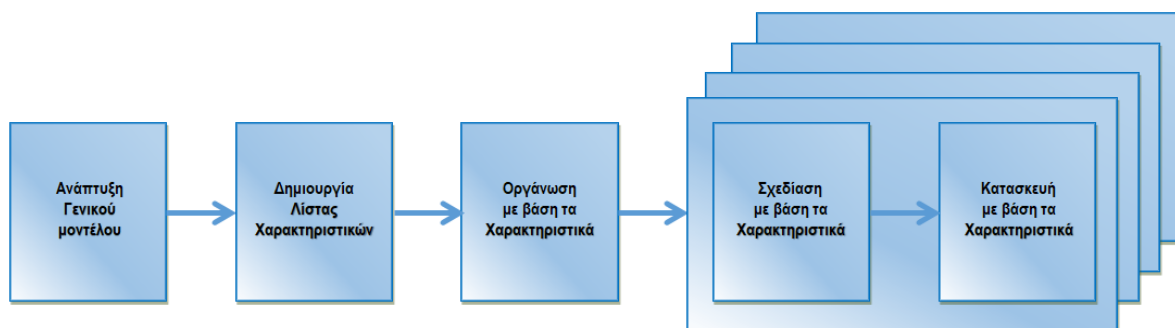 Ανάπτυξη
Γενικού
μοντέλου
Δημιουργία
Λίστας
Χαρακτηριστικών
Οργάνωση
με βάση τα
Χαρακτηριστικά
Σχεδίαση
με βάση τα
Χαρακτηριστικά
Κατασκευή
με βάση τα
Χαρακτηριστικά